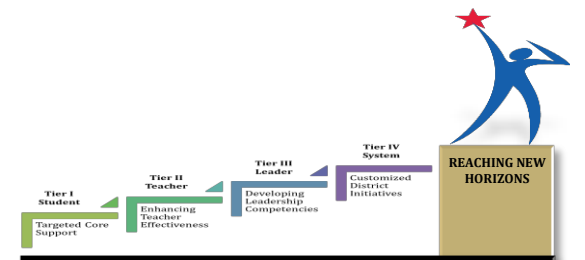 Tier I
Student
Targeted Core
Support
Tier II
Teacher
Enhancing
Teacher
Effectiveness
Tier III
Leader
Developing
Leadership
Competencies
Tier IV
System
Customized
District
Initiatives
REACHING NEW
HORIZONS